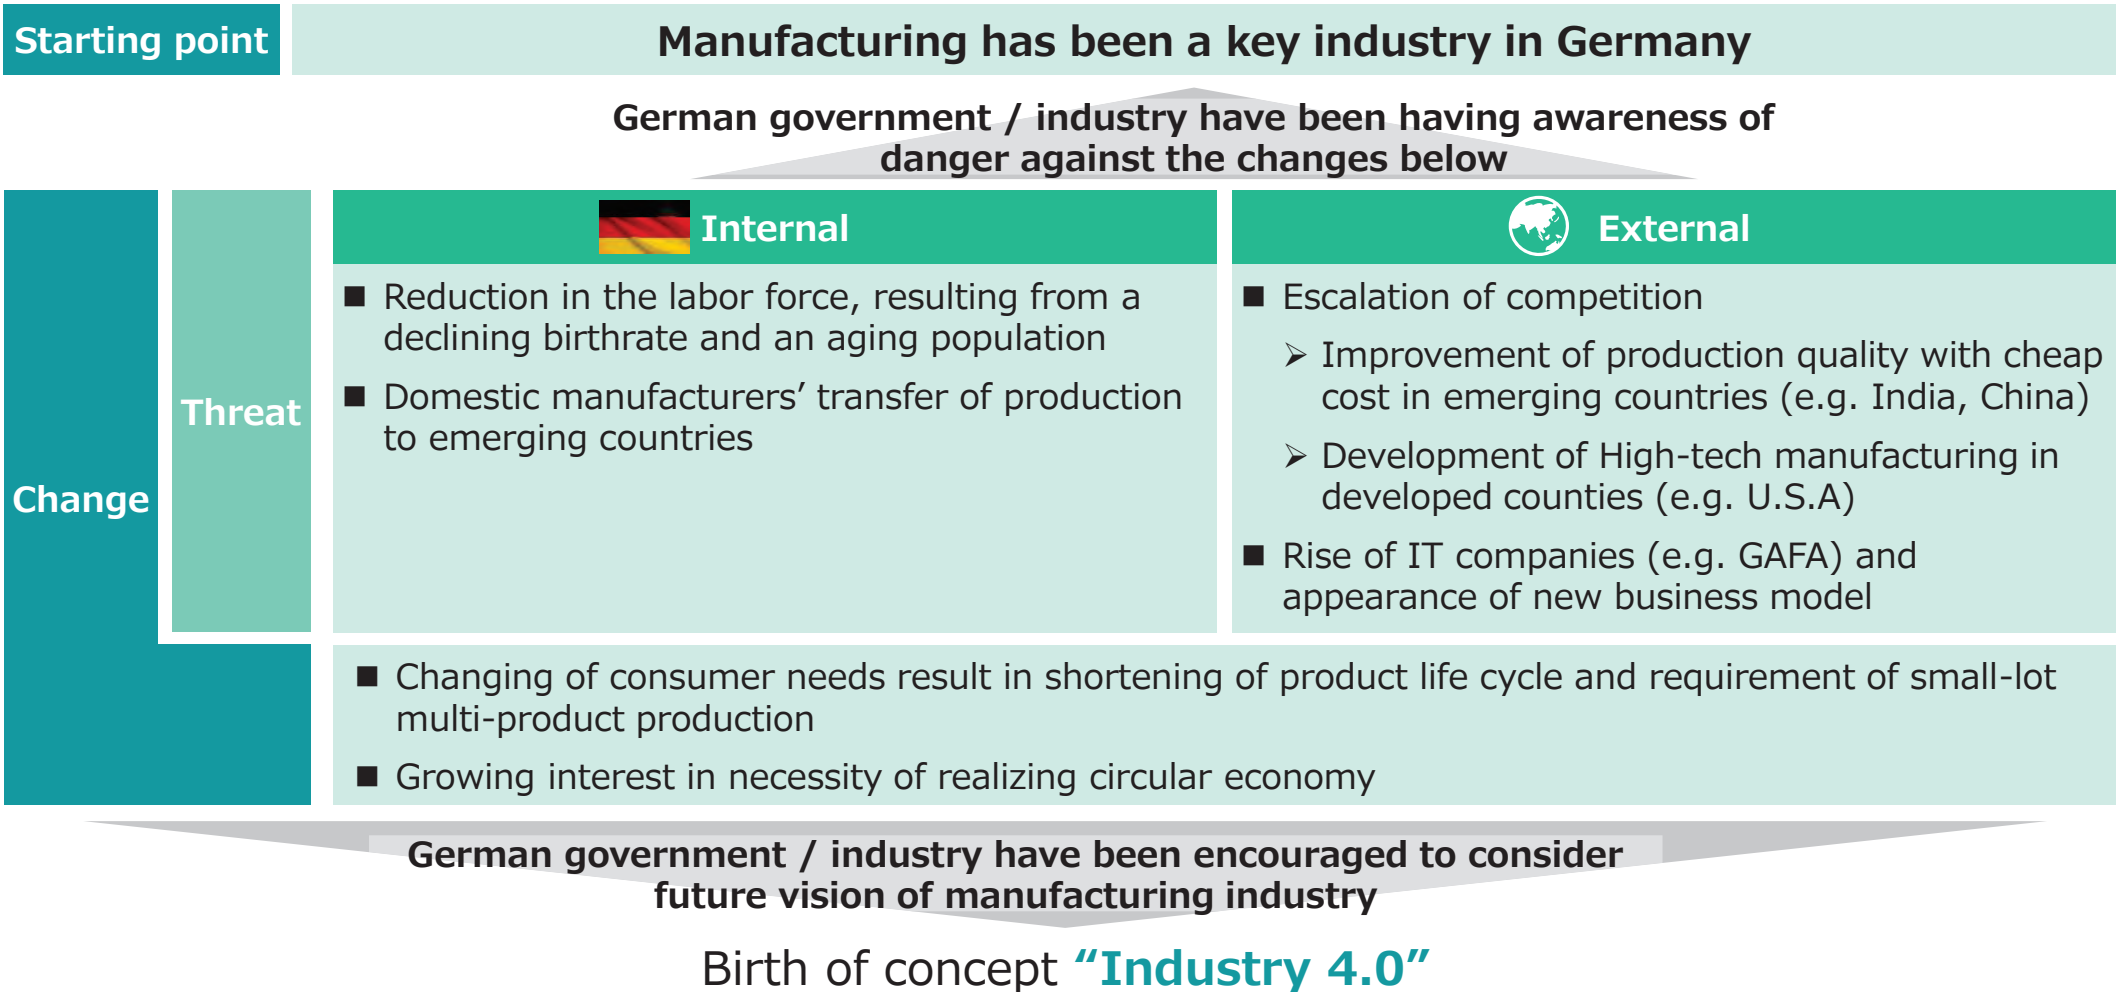 Starting point
Manufacturing has been a key industry in Germany
German government / industry have been having awareness of
danger against the changes below
Change
Threat
Internal
■ Reduction in the labor force, resulting from a
declining birthrate and an aging population
■ Domestic manufacturers’ transfer of production
to emerging countries
External
■ Escalation of competition
➢ Improvement of production quality with cheap
cost in emerging countries (e.g. India, China)
➢ Development of High-tech manufacturing in
developed counties (e.g. U.S.A)
■ Rise of IT companies (e.g. GAFA) and
appearance of new business model
■ Changing of consumer needs result in shortening of product life cycle and requirement of small-lot
multi-product production
■ Growing interest in necessity of realizing circular economy
German government / industry have been encouraged to consider
future vision of manufacturing industry
Birth of concept “Industry 4.0”